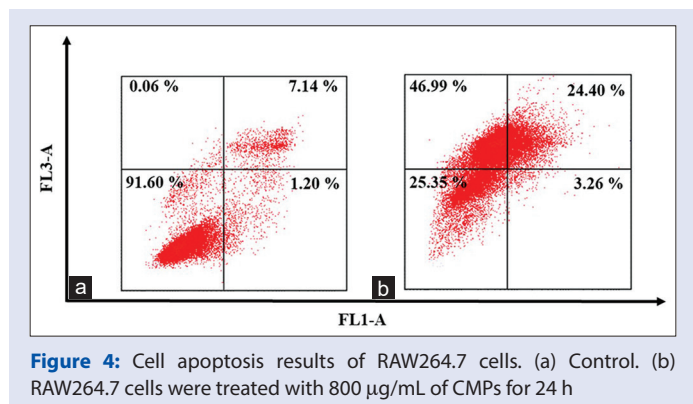 0.06 %
7.14 %
91.60 %
1.20 %
46.99 %
24.40 %
25.35 %
3.26 %
FL3-A
a
b
FL1-A
Figure 4: Cell apoptosis results of RAW264.7 cells. (a) Control. (b)
RAW264.7 cells were treated with 800 µg/mL of CMPs for 24 h